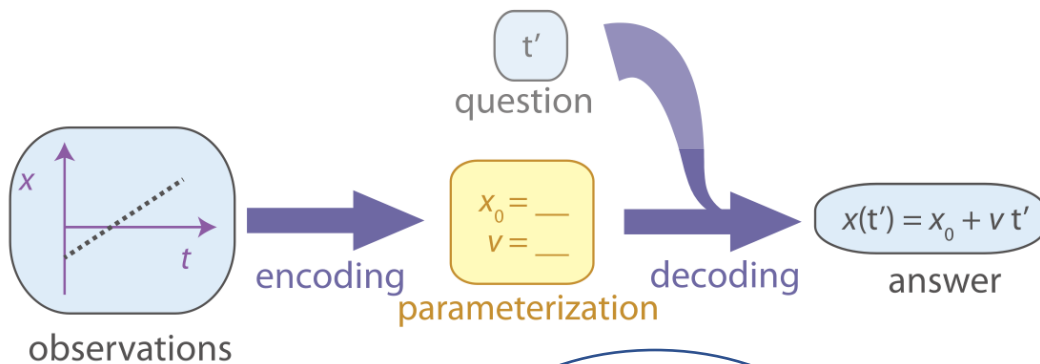 t'
question
x
t
observations
encoding
x₀ = __
v = __
parameterization
decoding
x(t') = x₀ + v t'
answer